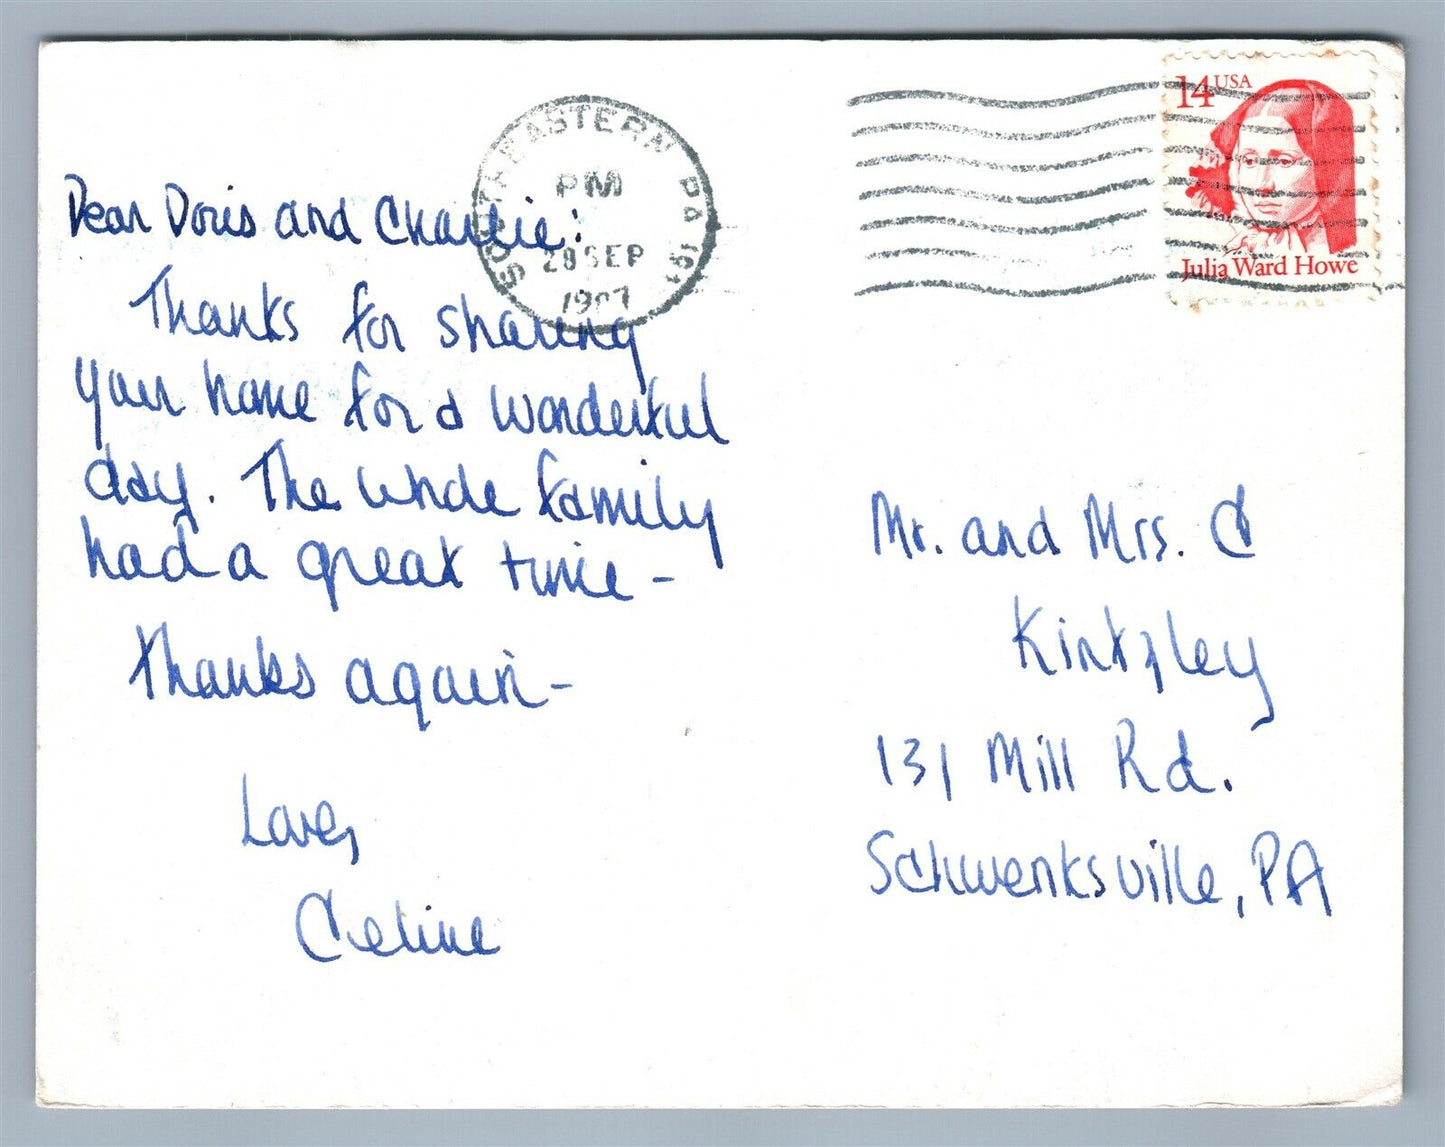 Dear Doris and Charlie:
Thanks for sharing
your home for a wonderful
day. The whole family
had a great time -
Thanks again -
Love,
Celine
SOUTHEASTERN PA
PM
SEP
14 USA
Julia Ward Howe
Mr. and Mrs. C
Kintzley
131 Mill Rd.
Schwenksville, PA